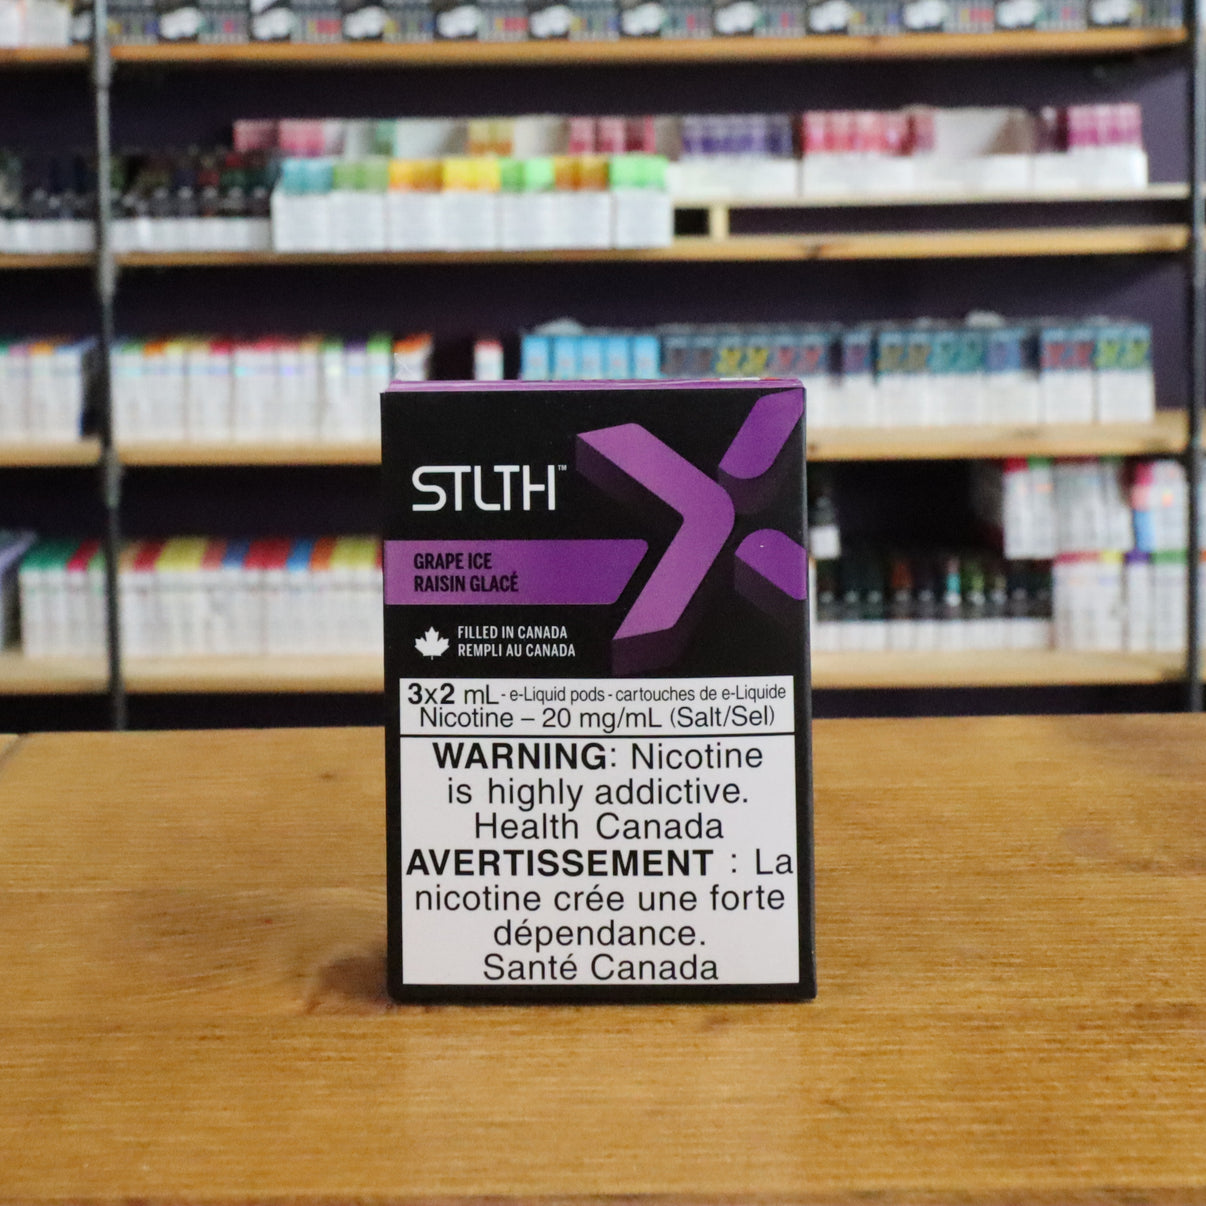 STLTH™
GRAPE ICE
RAISIN GLACÉ
FILLED IN CANADA
REMPLI AU CANADA
3x2 mL - e-Liquid pods - cartouches de e-Liquide
Nicotine – 20 mg/mL (Salt/Sel)
WARNING: Nicotine
is highly addictive.
Health Canada
AVERTISSEMENT : La
nicotine crée une forte
dépendance.
Santé Canada